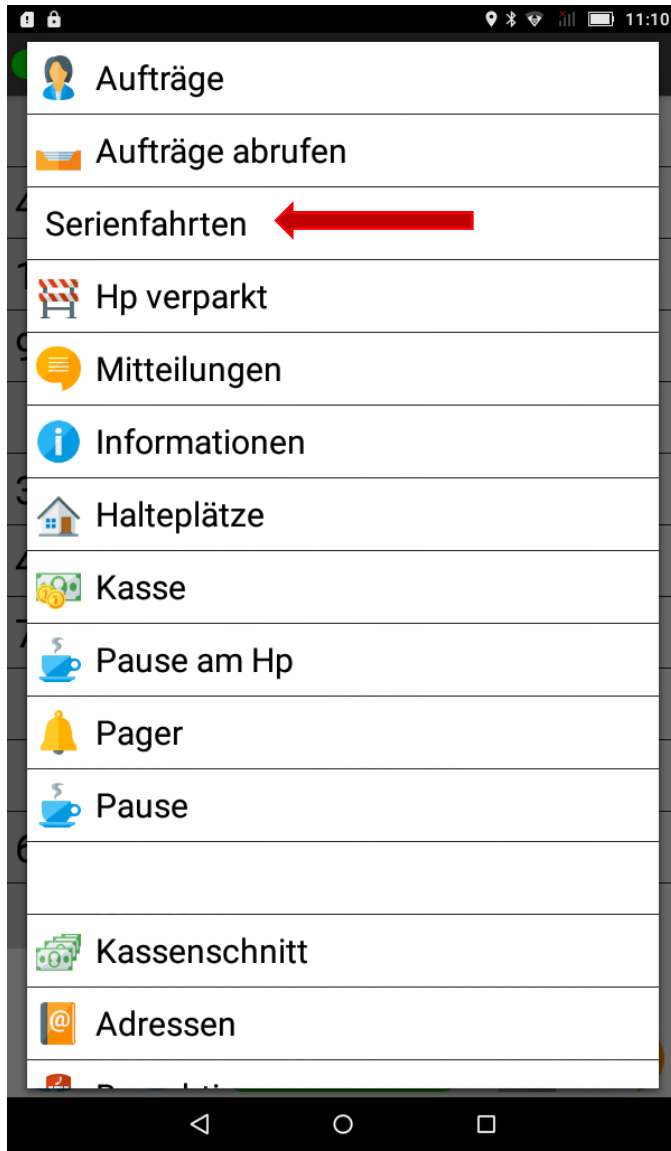 11:10
Aufträge
Aufträge abrufen
Serienfahrten
Hp verparkt
Mitteilungen
Informationen
Halteplätze
Kasse
Pause am Hp
Pager
Pause
Kassenschnitt
Adressen